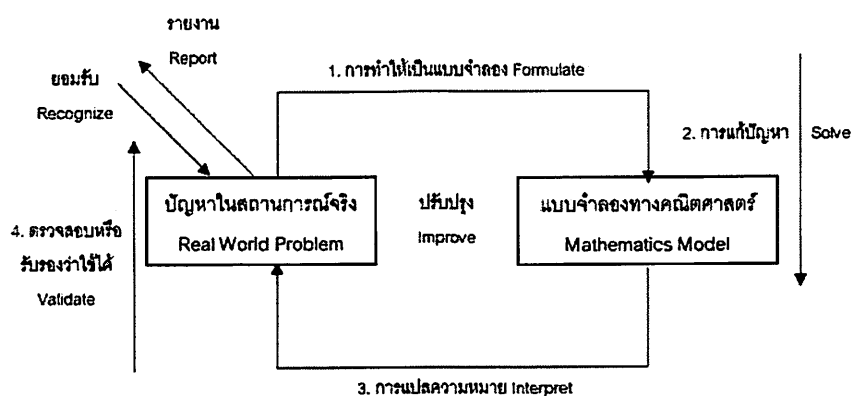 รายงาน
Report
ยอมรับ
Recognize
1. การทำให้เป็นแบบจำลอง Formulate
2. การแก้ปัญหา
Solve
ปัญหาในสถานการณ์จริง
Real World Problem
ปรับปรุง
Improve
แบบจำลองทางคณิตศาสตร์
Mathematics Model
4. ตรวจสอบหรือ
รับรองว่าใช้ได้
Validate
3. การแปลความหมาย Interpret